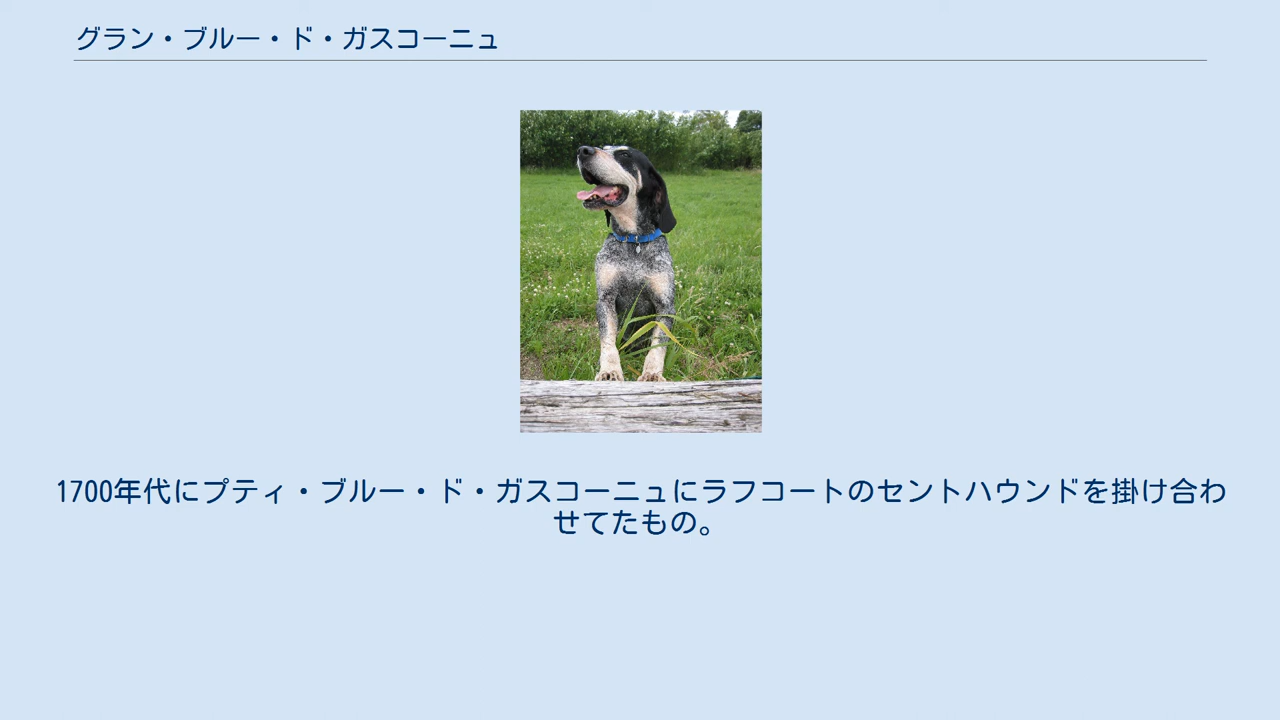 グラン・ブルー・ド・ガスコーニュ
1700年代にプティ・ブルー・ド・ガスコーニュにラフコートのセントハウンドを掛け合わ
せてたもの。